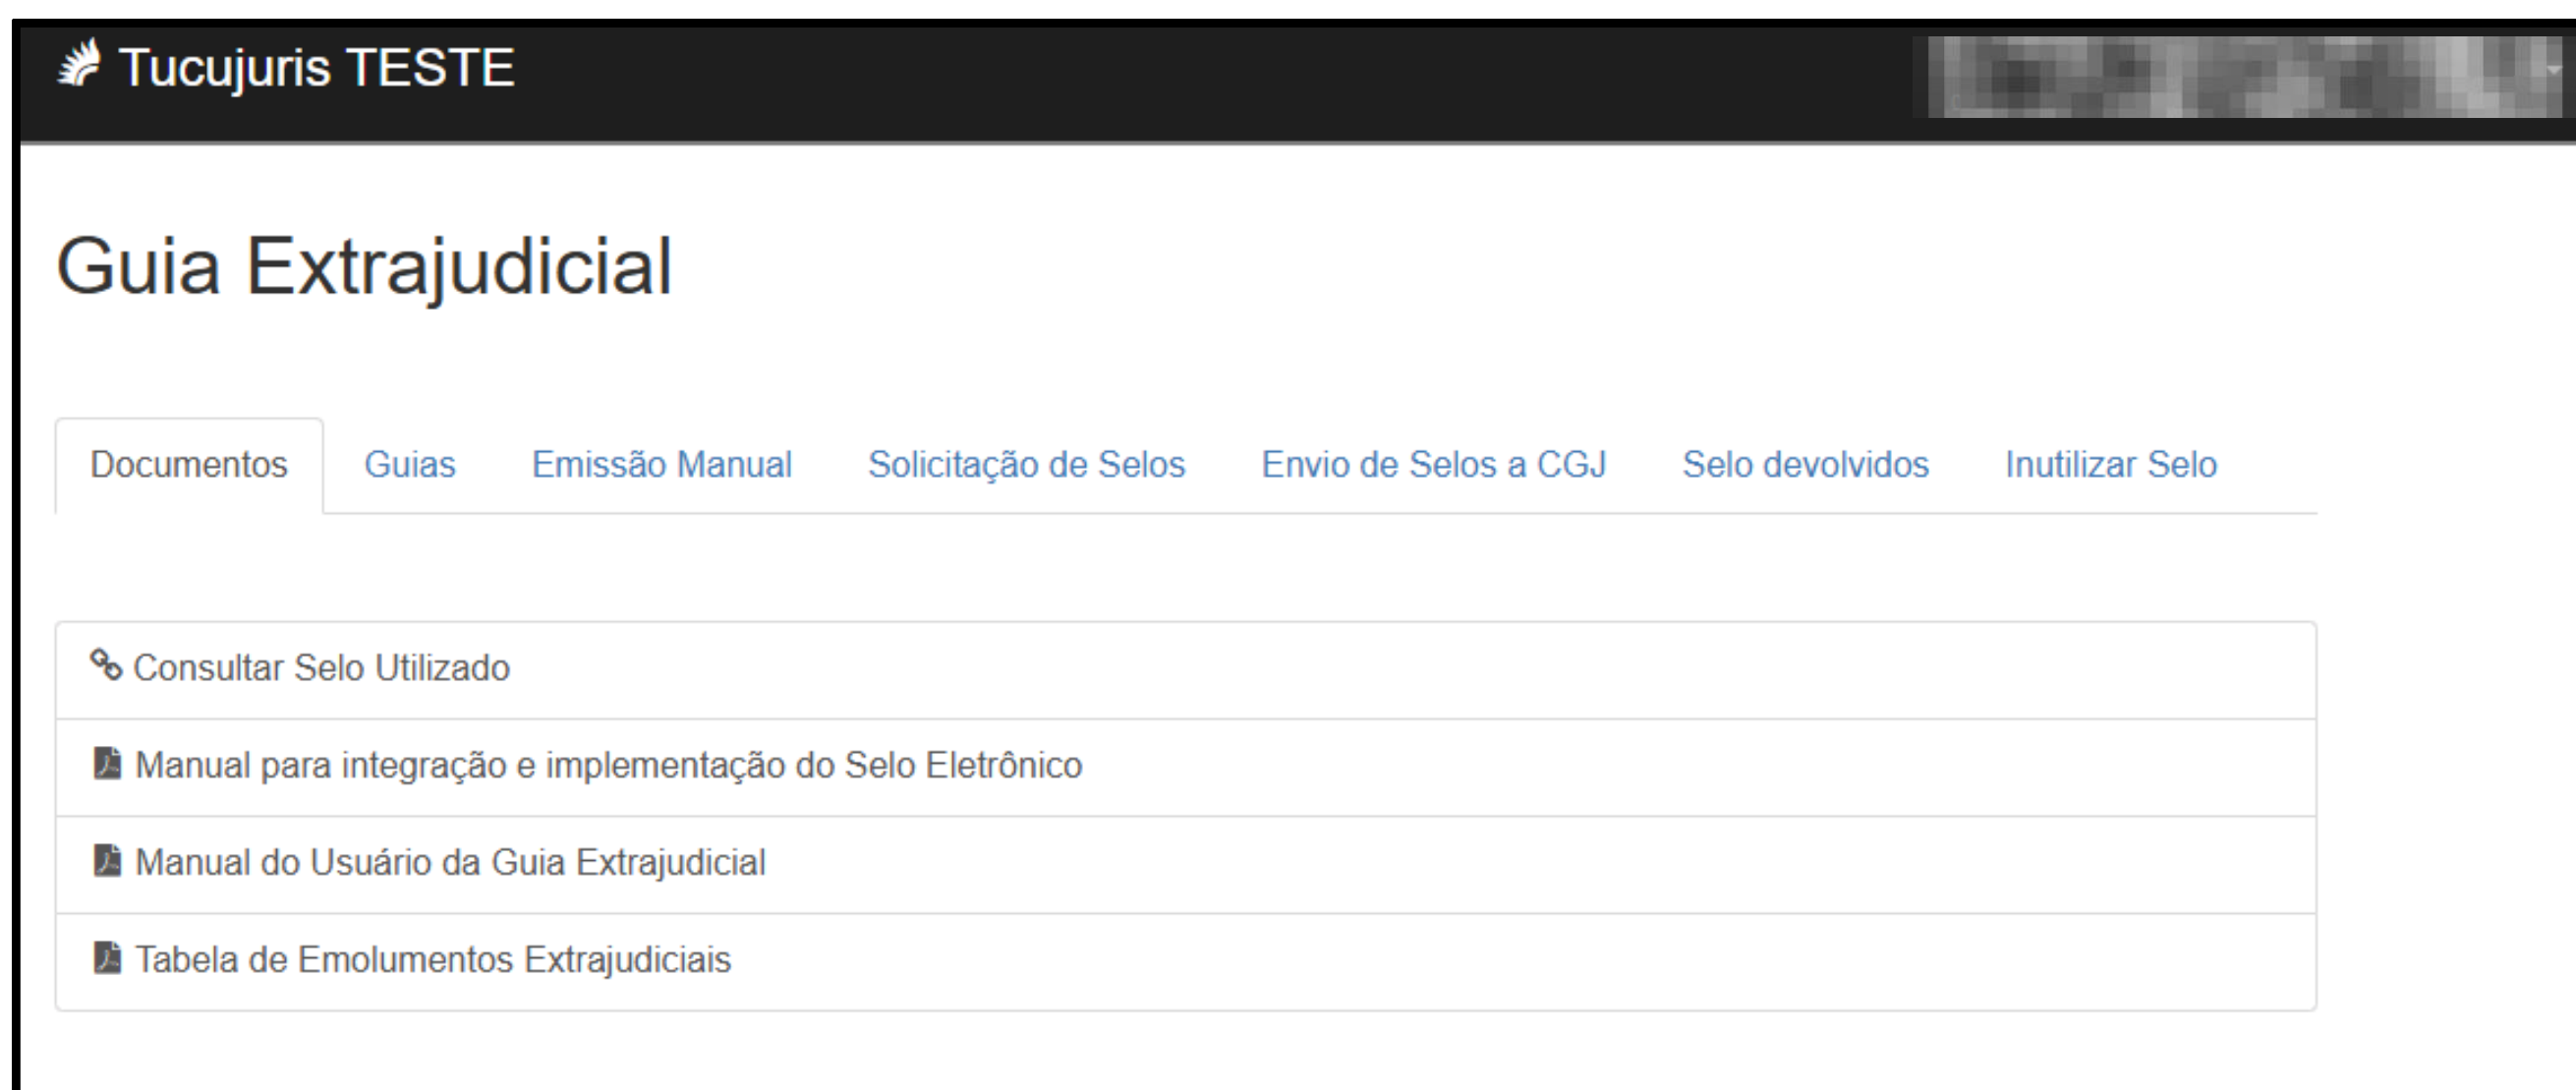 Tucujuris TESTE
Guia Extrajudicial
Documentos Guias Emissão Manual Solicitação de Selos Envio de Selos a CGJ Selo devolvidos Inutilizar Selo
Consultar Selo Utilizado
Manual para integração e implementação do Selo Eletrônico
Manual do Usuário da Guia Extrajudicial
Tabela de Emolumentos Extrajudiciais